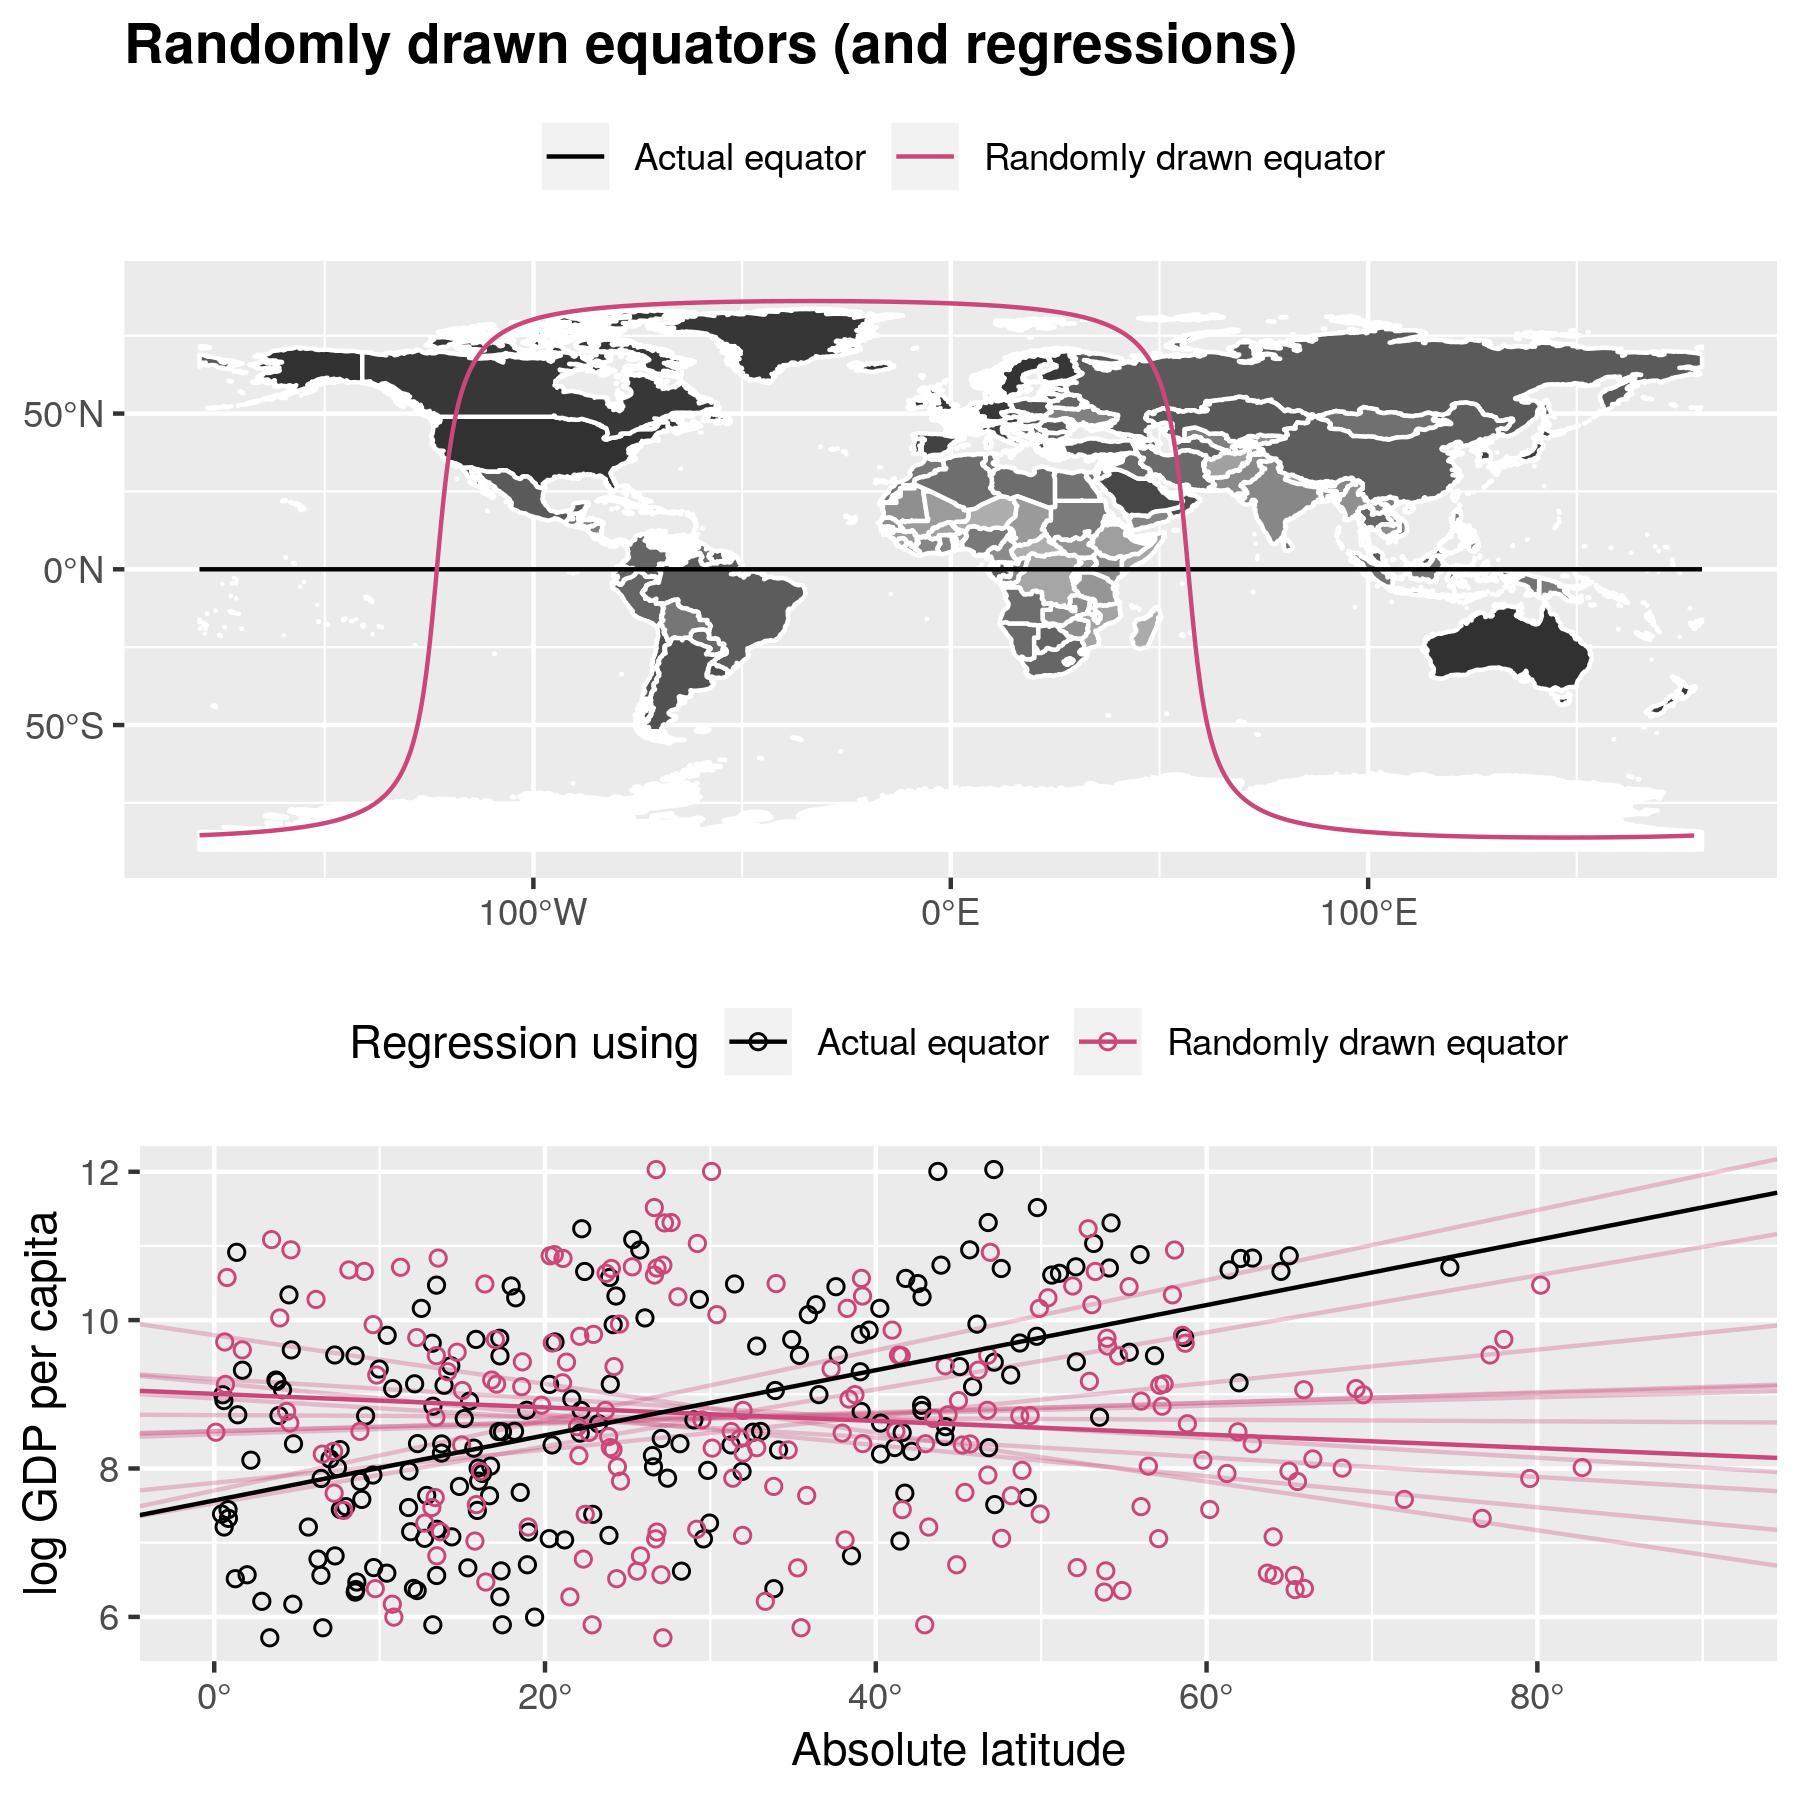 Randomly drawn equators (and regressions)
Actual equator Randomly drawn equator
50°N
0°N
50°S
100°W 0°E 100°E
Regression using Actual equator Randomly drawn equator
log GDP per capita
12
10
8
6
0° 20° 40° 60° 80°
Absolute latitude